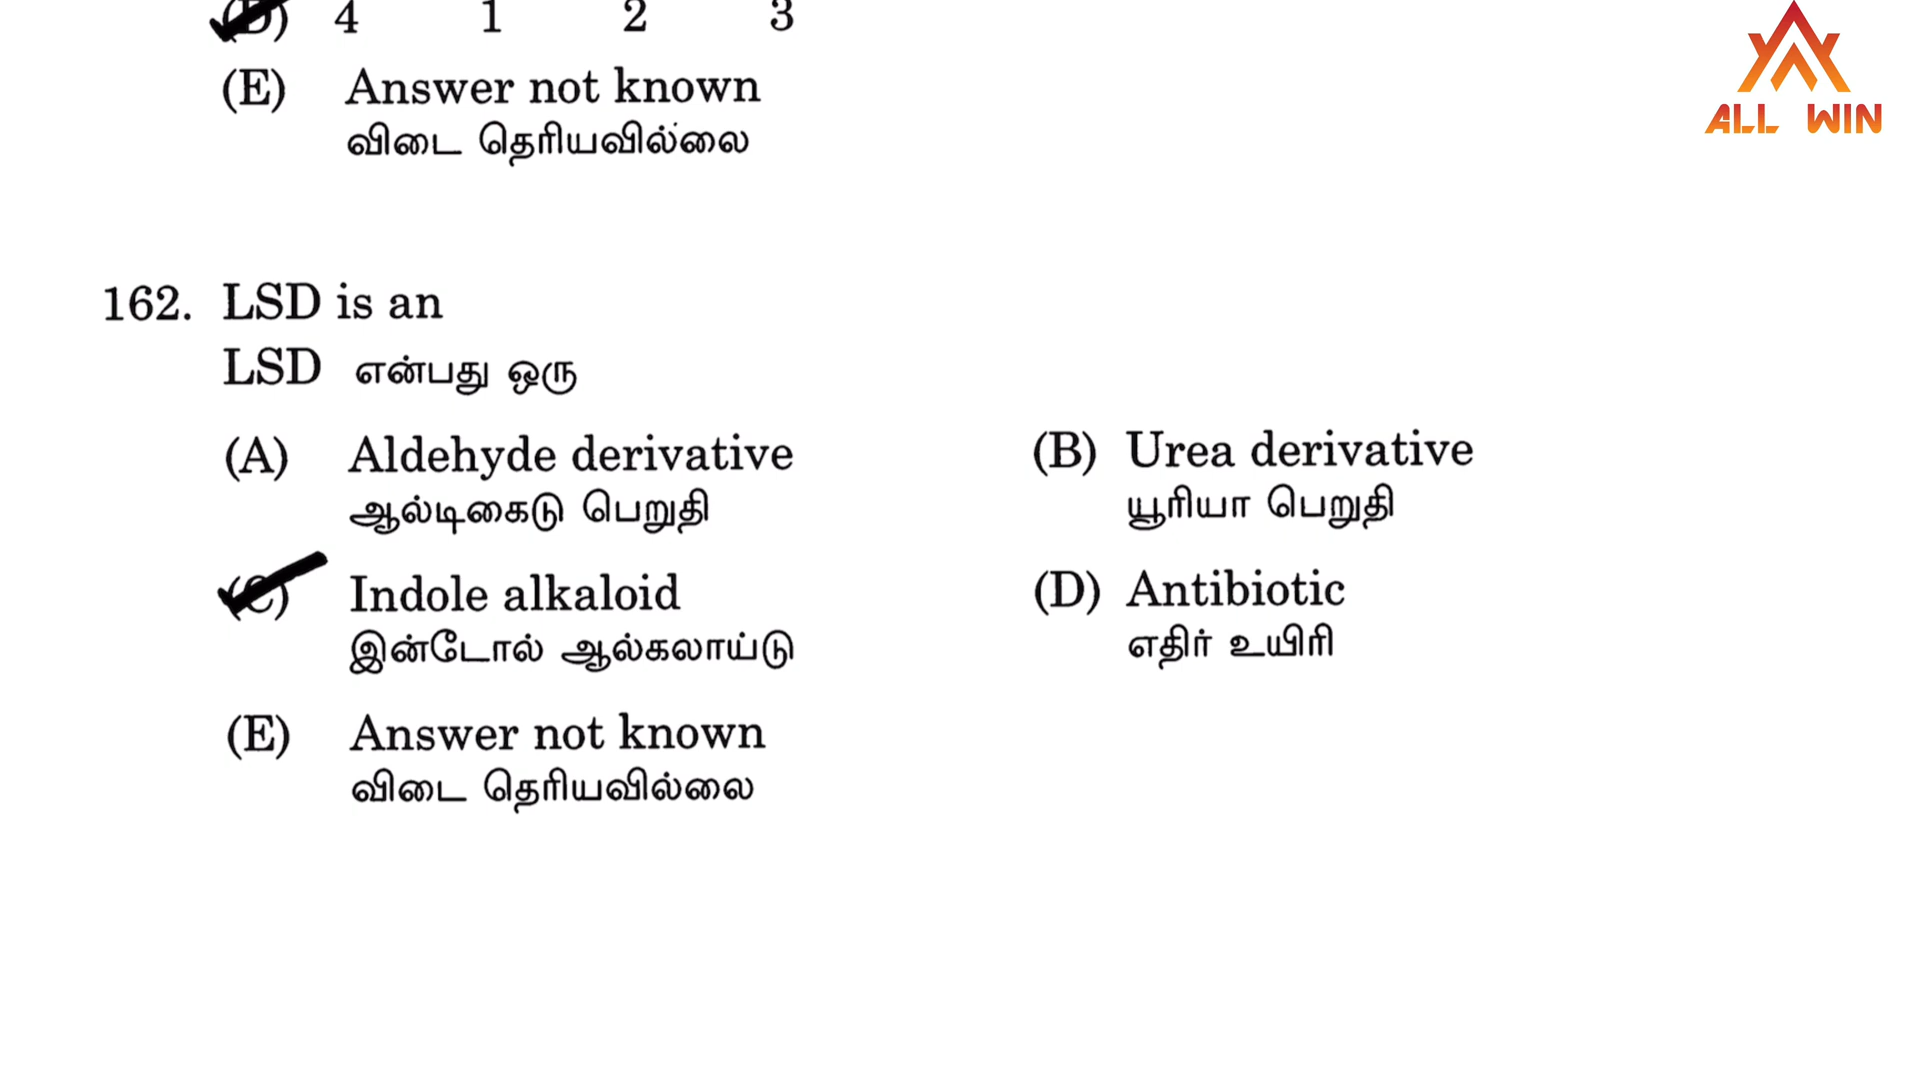 (D) 4 1 2 3
(E) Answer not known
விடை தெரியவில்லை
ALL WIN
162. LSD is an
LSD என்பது ஒரு
(A) Aldehyde derivative
ஆல்டிகைடு பெறுதி
(B) Urea derivative
யூரியா பெறுதி
(C) Indole alkaloid
இன்டோல் ஆல்கலாய்டு
(D) Antibiotic
எதிர் உயிரி
(E) Answer not known
விடை தெரியவில்லை